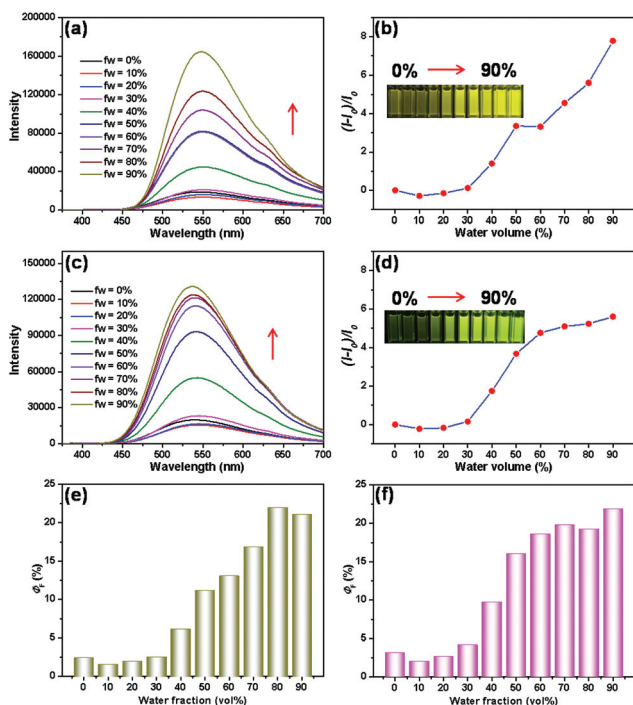 (a)
200000
160000
120000
80000
40000
0
Intensity
fw = 0%
fw = 10%
fw = 20%
fw = 30%
fw = 40%
fw = 50%
fw = 60%
fw = 70%
fw = 80%
fw = 90%
400 450 500 550 600 650 700
Wavelength (nm)
(b)
8
6
4
2
0
(I-I0)/I0
0% 90%
0 10 20 30 40 50 60 70 80 90
Water volume (%)
(c)
150000
120000
90000
60000
30000
0
Intensity
fw = 0%
fw = 10%
fw = 20%
fw = 30%
fw = 40%
fw = 50%
fw = 60%
fw = 70%
fw = 80%
fw = 90%
400 450 500 550 600 650 700
Wavelength (nm)
(d)
8
6
4
2
0
(I-I0)/I0
0% 90%
0 10 20 30 40 50 60 70 80 90
Water volume (%)
(e)
25
20
15
10
5
0
ΦF (%)
0 10 20 30 40 50 60 70 80 90
Water fraction (vol%)
(f)
25
20
15
10
5
0
ΦF (%)
0 10 20 30 40 50 60 70 80 90
Water fraction (vol%)